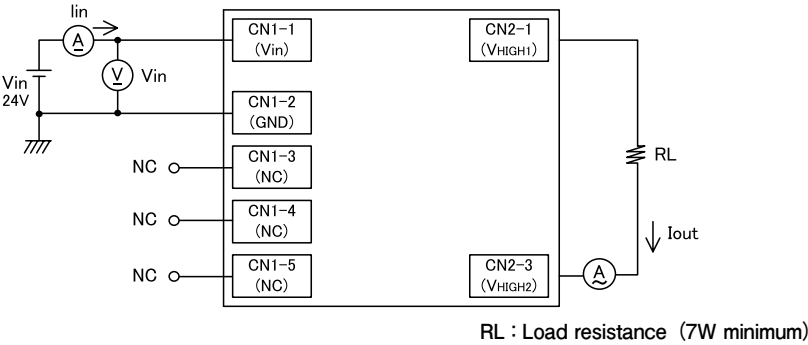 Iin
A
V
Vin
Vin
24V
CN1-1
(Vin)
CN1-2
(GND)
NC
CN1-3
(NC)
NC
CN1-4
(NC)
NC
CN1-5
(NC)
CN2-1
(VHIGH1)
RL
Iout
CN2-3
(VHIGH2)
A
RL : Load resistance (7W minimum)